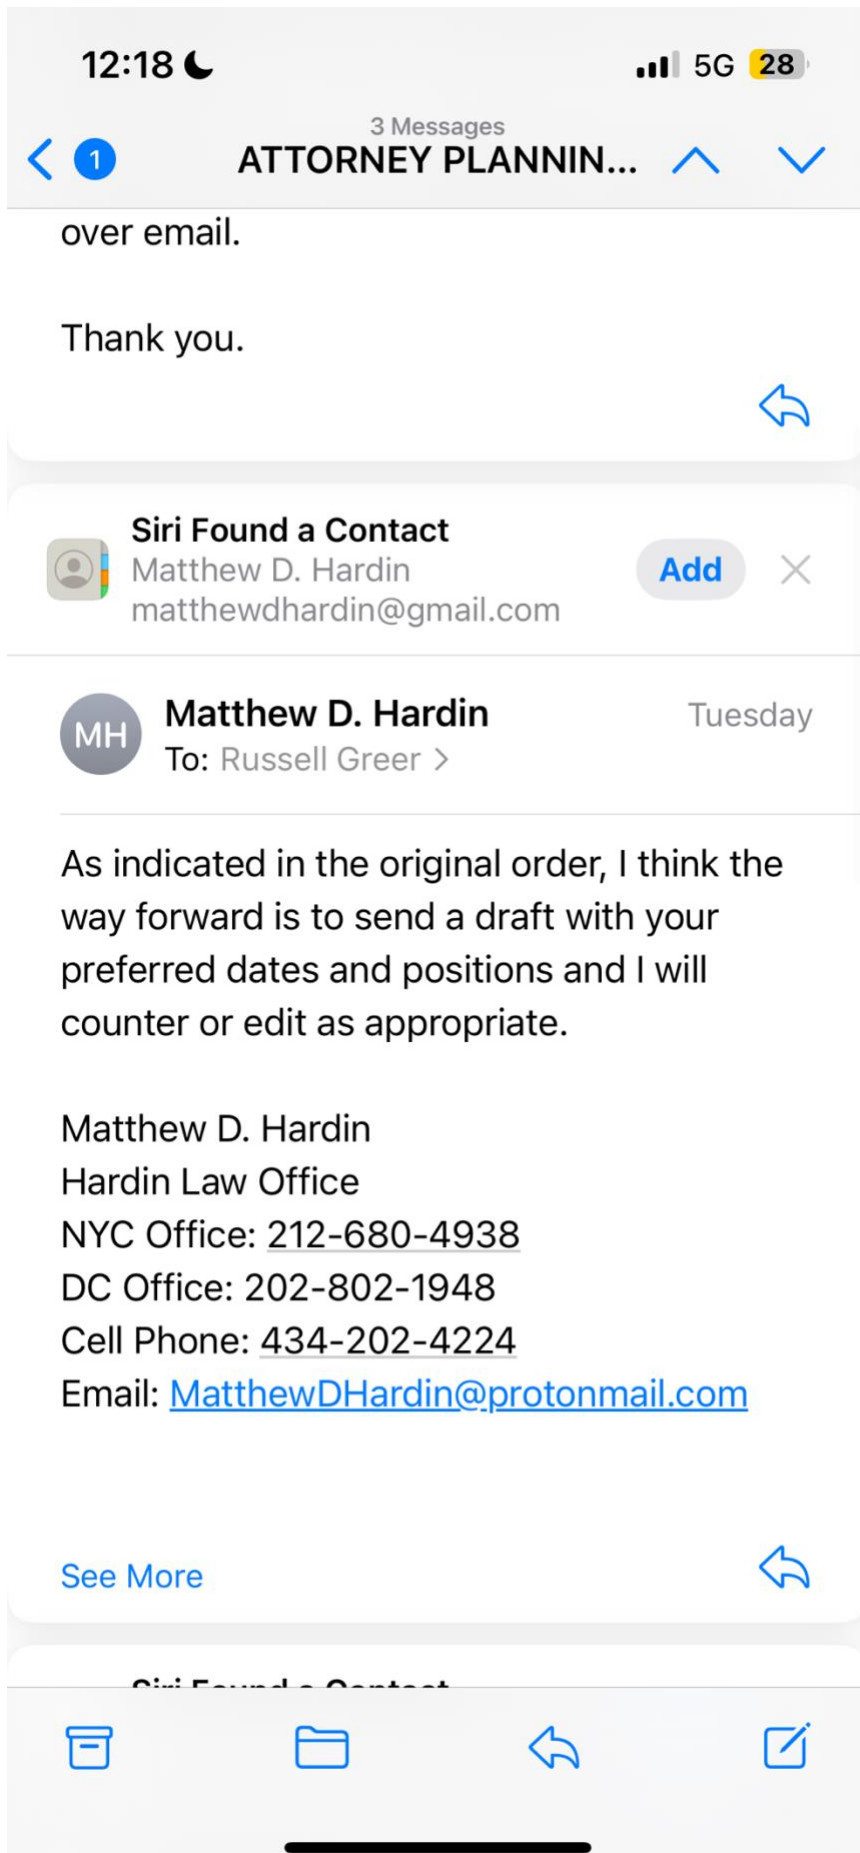 12:18
5G 28
3 Messages
1
ATTORNEY PLANNIN...
over email.
Thank you.
Siri Found a Contact
Matthew D. Hardin
matthewdhardin@gmail.com
Add
MH
Matthew D. Hardin
Tuesday
To: Russell Greer
As indicated in the original order, I think the
way forward is to send a draft with your
preferred dates and positions and I will
counter or edit as appropriate.
Matthew D. Hardin
Hardin Law Office
NYC Office: 212-680-4938
DC Office: 202-802-1948
Cell Phone: 434-202-4224
Email: MatthewDHardin@protonmail.com
See More
Siri Found a Contact